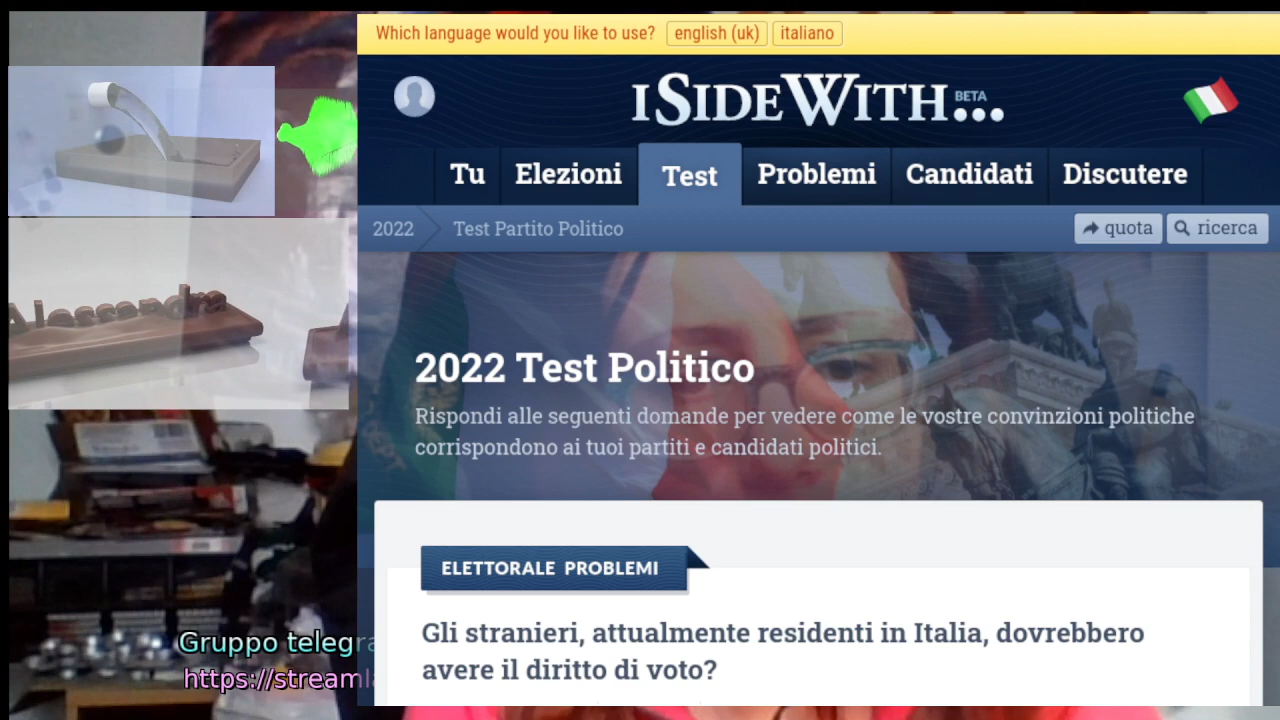 Which language would you like to use? english (uk) italiano
ISIDEWITH... BETA
Tu Elezioni Test Problemi Candidati Discutere
2022 Test Partito Politico quota ricerca
2022 Test Politico
Rispondi alle seguenti domande per vedere come le vostre convinzioni politiche
corrispondono ai tuoi partiti e candidati politici.
ELETTORALE PROBLEMI
Gli stranieri, attualmente residenti in Italia, dovrebbero
avere il diritto di voto?
Gruppo telegra
https://streamla